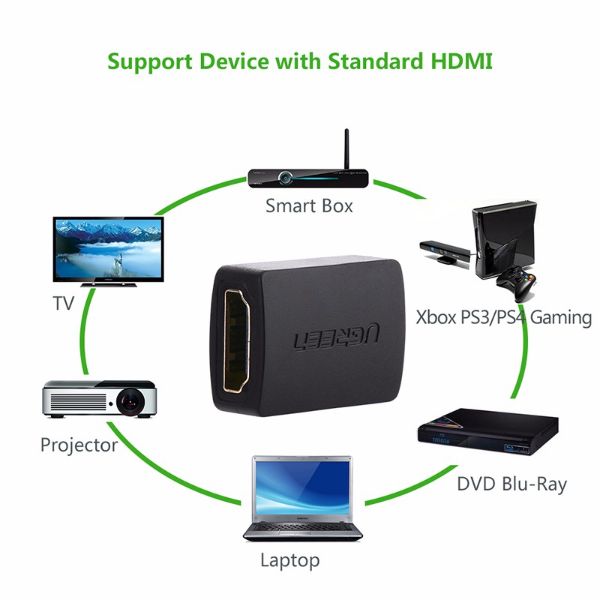 Support Device with Standard HDMI
Smart Box
TV
Xbox PS3/PS4 Gaming
UGREEN
Projector
DVD Blu-Ray
Laptop